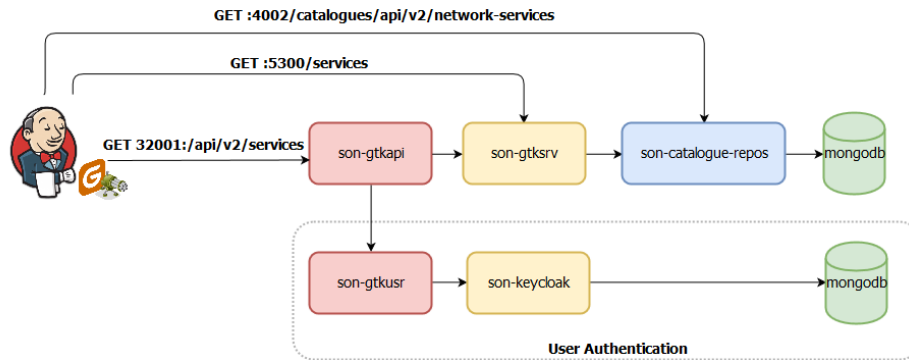 GET :4002/catalogues/api/v2/network-services
GET :5300/services
GET 32001:/api/v2/services
son-gtkapi
son-gtksrv
son-catalogue-repos
mongodb
son-gtkusr
son-keycloak
mongodb
User Authentication